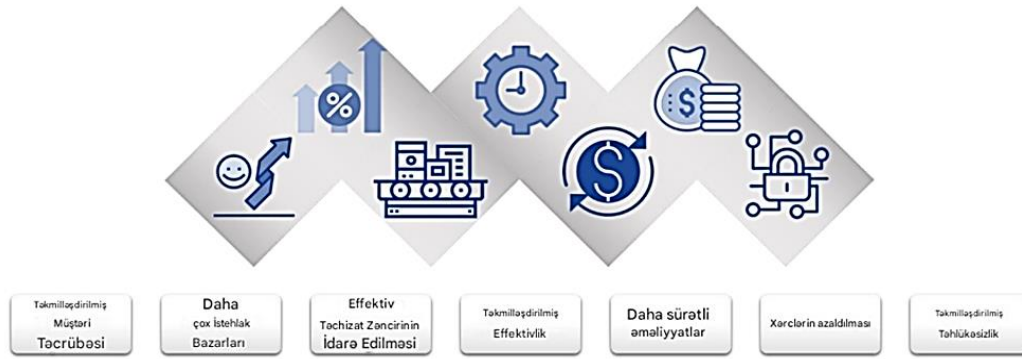 %
$
$
Təkmilləşdirilmiş
Müştəri
Təcrübəsi
Daha
çox İstehlak
Bazarları
Effektiv
Təchizat Zəncirinin
İdarə Edilməsi
Təkmilləşdirilmiş
Effektivlik
Daha sürətli
əməliyyatlar
Xərclərin azaldılması
Təkmilləşdirilmiş
Təhlükəsizlik